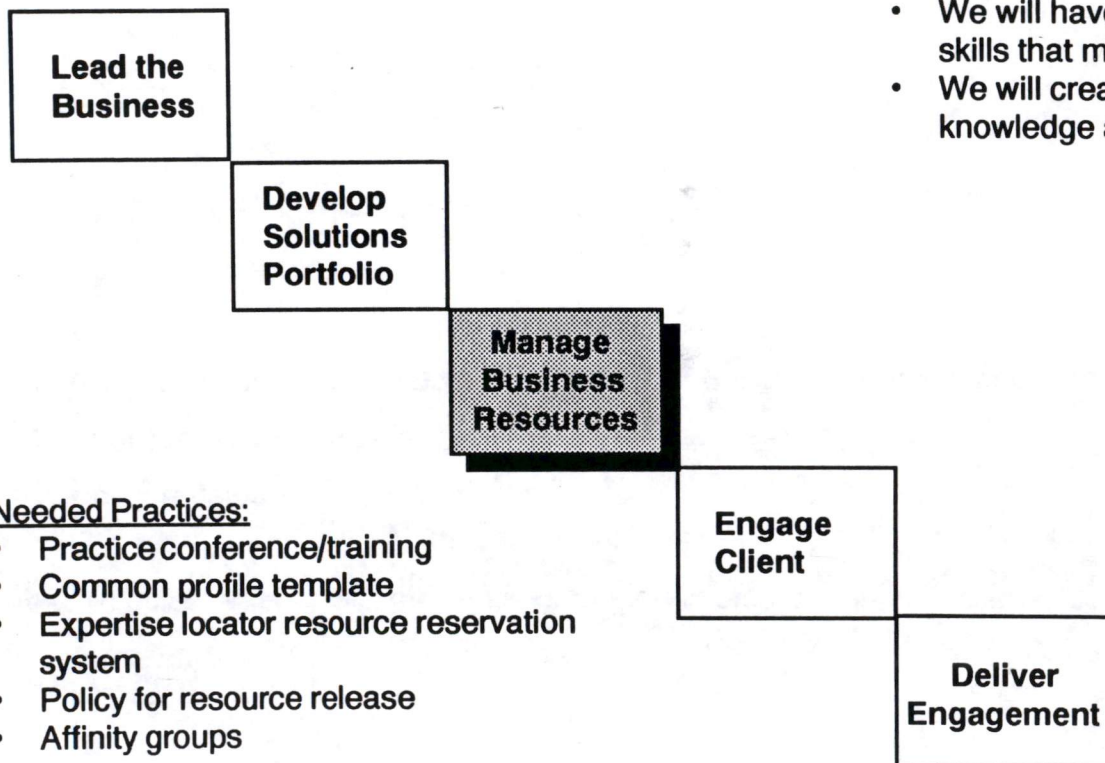 • We will have
skills that m
• We will crea
knowledge a
Lead the
Business
Develop
Solutions
Portfolio
Manage
Business
Resources
Needed Practices:
• Practice conference/training
• Common profile template
• Expertise locator resource reservation
system
• Policy for resource release
• Affinity groups
Engage
Client
Deliver
Engagement